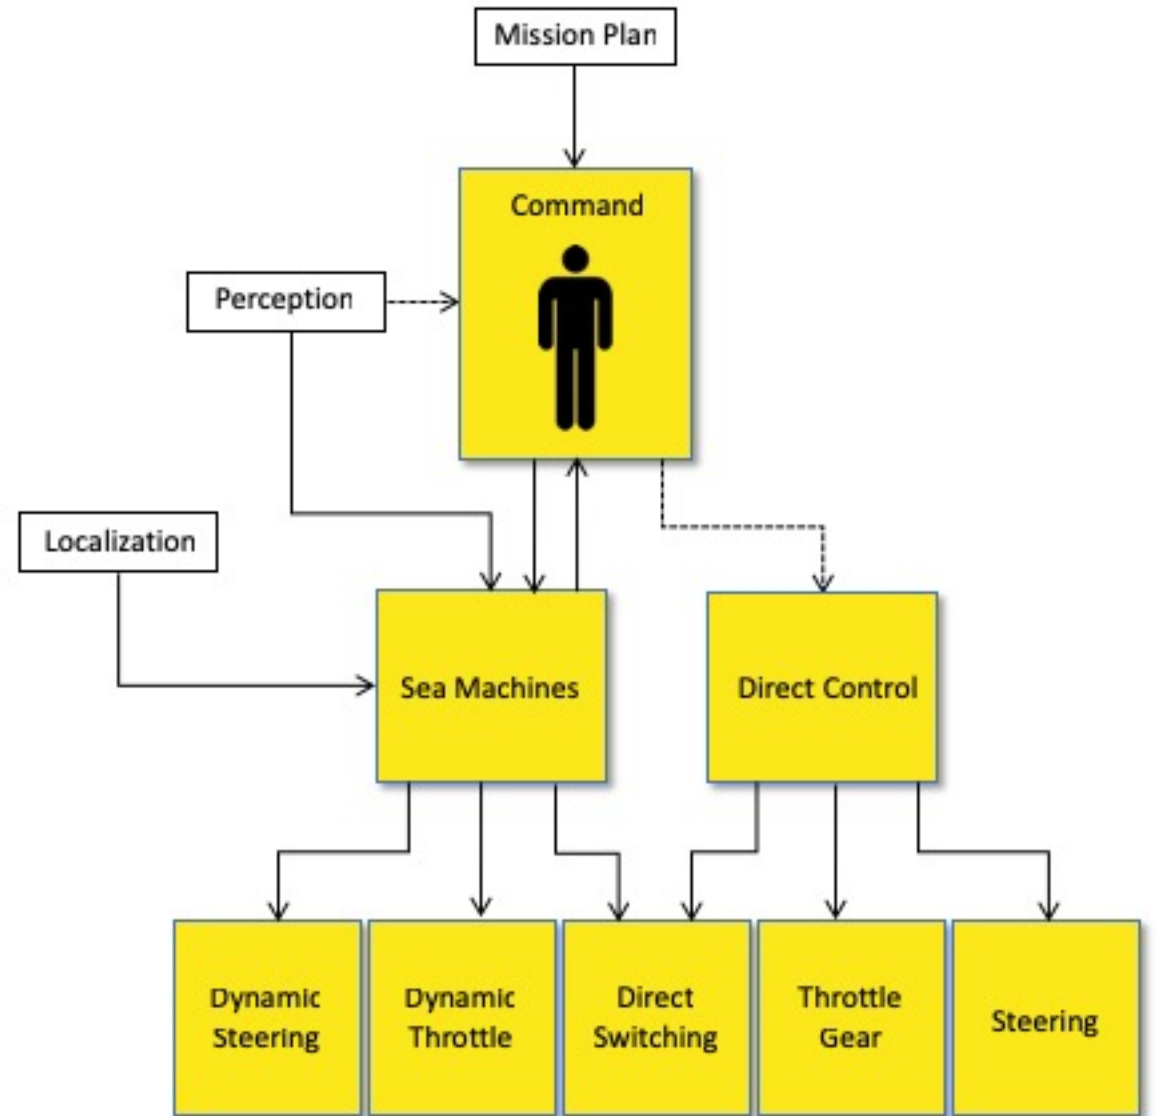 Mission Plan
Command
Perception
Localization
Sea Machines
Direct Control
Dynamic
Steering
Dynamic
Throttle
Direct
Switching
Throttle
Gear
Steering